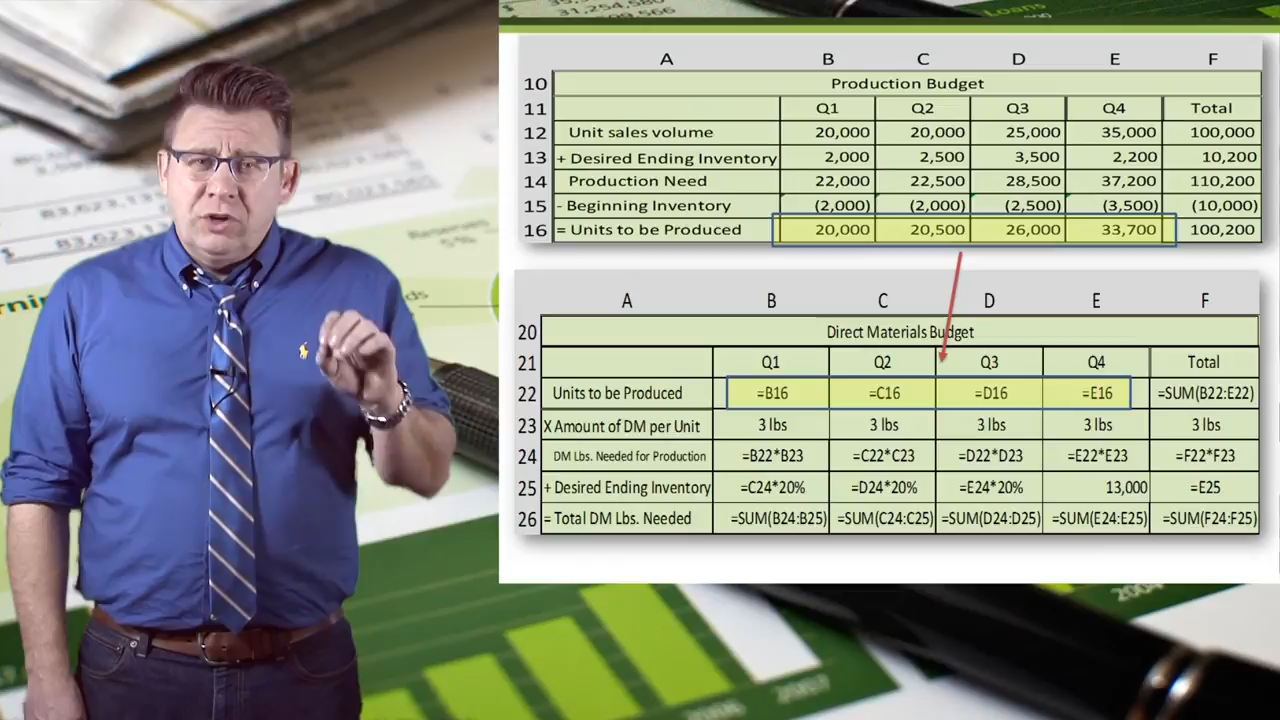 31,254,580
Loans
A B C D E F
10 Production Budget
11 Q1 Q2 Q3 Q4 Total
12 Unit sales volume 20,000 20,000 25,000 35,000 100,000
13 + Desired Ending Inventory 2,000 2,500 3,500 2,200 10,200
14 Production Need 22,000 22,500 28,500 37,200 110,200
15 - Beginning Inventory (2,000) (2,000) (2,500) (3,500) (10,000)
16 = Units to be Produced 20,000 20,500 26,000 33,700 100,200
A B C D E F
20 Direct Materials Budget
21 Q1 Q2 Q3 Q4 Total
22 Units to be Produced =B16 =C16 =D16 =E16 =SUM(B22:E22)
23 X Amount of DM per Unit 3 lbs 3 lbs 3 lbs 3 lbs 3 lbs
24 DM Lbs. Needed for Production =B22*B23 =C22*C23 =D22*D23 =E22*E23 =F22*F23
25 + Desired Ending Inventory =C24*20% =D24*20% =E24*20% 13,000 =E25
26 = Total DM Lbs. Needed =SUM(B24:B25) =SUM(C24:C25) =SUM(D24:D25) =SUM(E24:E25) =SUM(F24:F25)
2004
2006
2007